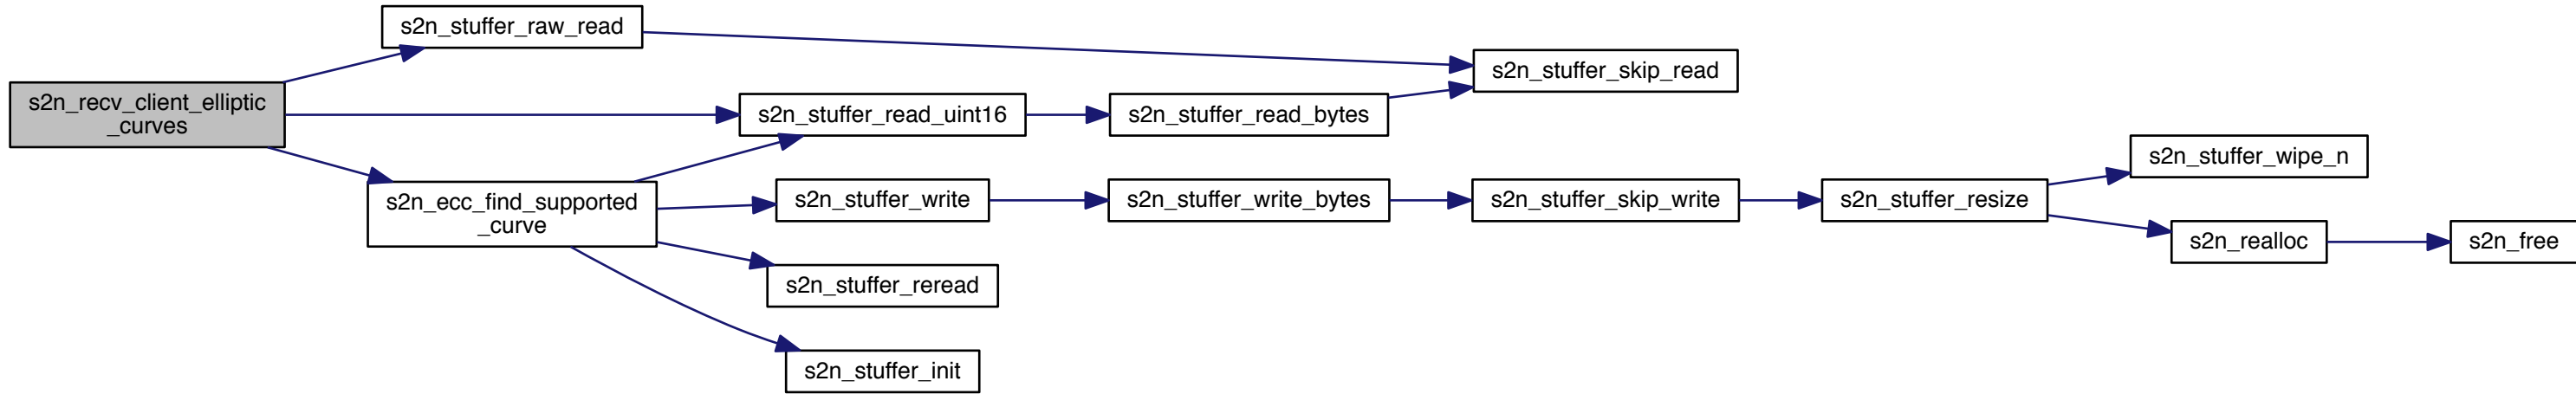 s2n_stuffer_raw_read
s2n_stuffer_skip_read
s2n_recv_client_elliptic
_curves
s2n_stuffer_read_uint16
s2n_stuffer_read_bytes
s2n_stuffer_wipe_n
s2n_ecc_find_supported
_curve
s2n_stuffer_write
s2n_stuffer_write_bytes
s2n_stuffer_skip_write
s2n_stuffer_resize
s2n_realloc
s2n_free
s2n_stuffer_reread
s2n_stuffer_init